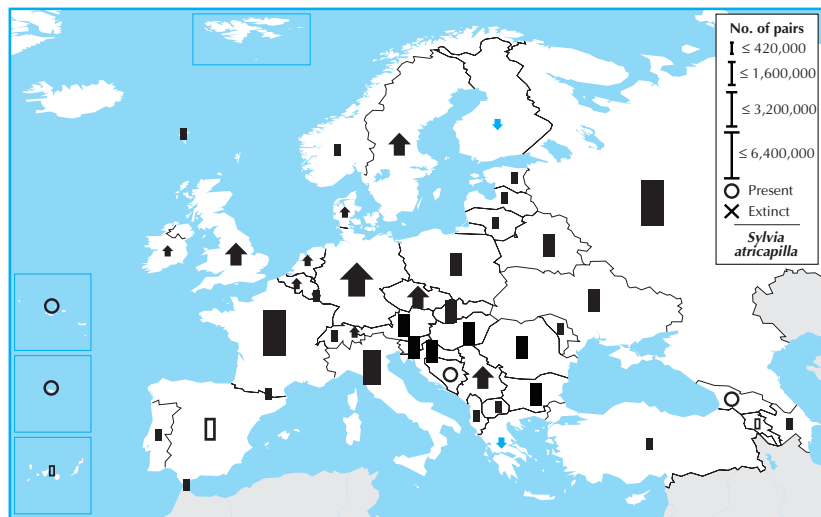 No. of pairs
≤ 420,000
≤ 1,600,000
≤ 3,200,000
≤ 6,400,000
Present
Extinct
Sylvia
atricapilla